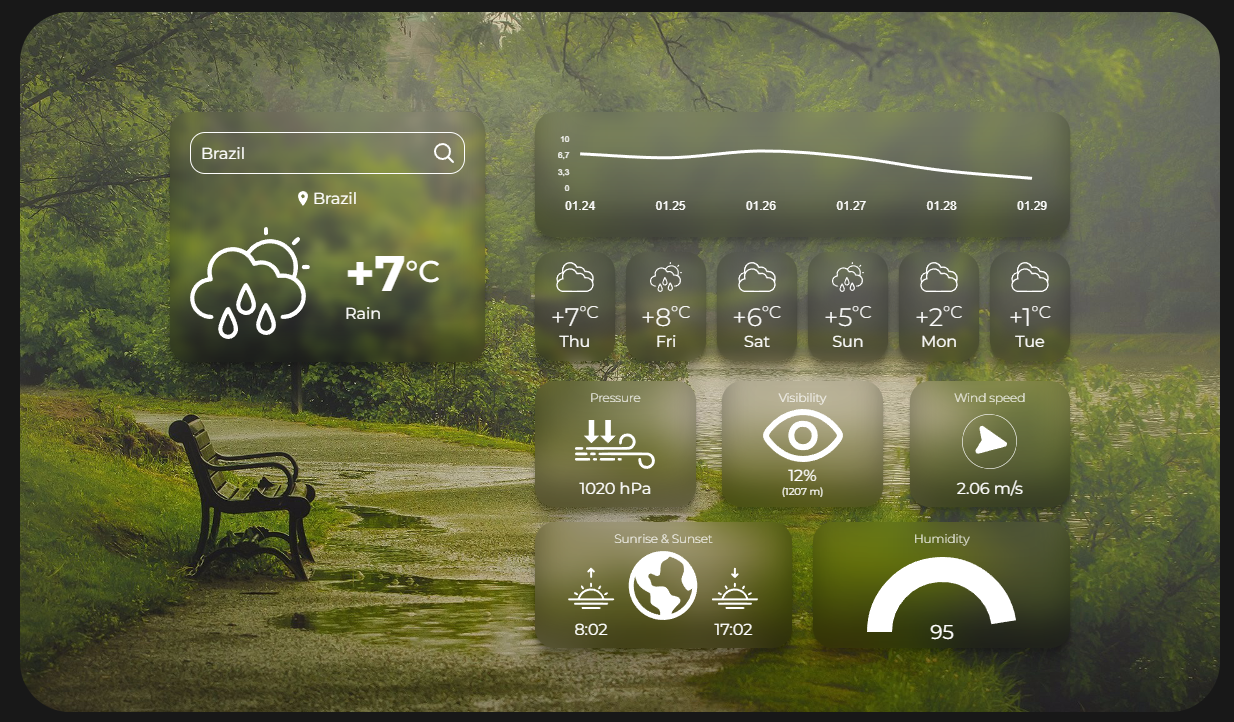 Brazil
Brazil
+7°C
Rain
10
6,7
3,3
0
01.24 01.25 01.26 01.27 01.28 01.29
+7°C +8°C +6°C +5°C +2°C +1°C
Thu Fri Sat Sun Mon Tue
Pressure
1020 hPa
Visibility
12%
(1207 m)
Wind speed
2.06 m/s
Sunrise & Sunset
8:02 17:02
Humidity
95